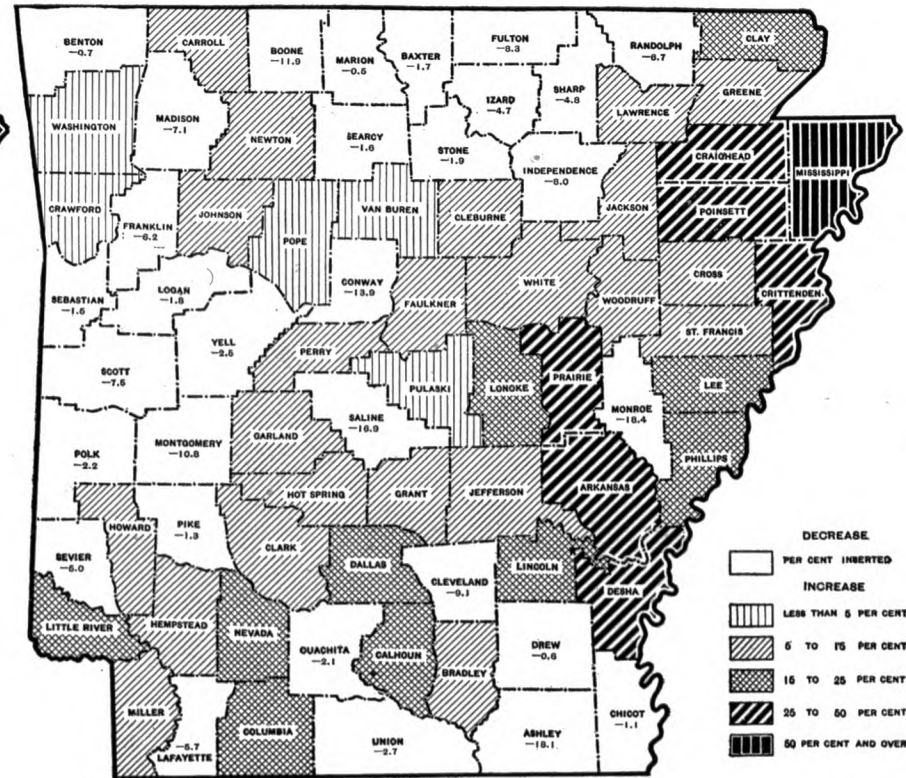 BENTON
-0.7
CARROLL
BOONE
-11.9
MARION
-0.5
BAXTER
-1.7
FULTON
-8.3
RANDOLPH
-6.7
CLAY
WASHINGTON
MADISON
-7.1
NEWTON
SEARCY
-1.6
IZARD
-4.7
SHARP
-4.8
LAWRENCE
GREENE
STONE
-1.9
INDEPENDENCE
-8.0
CRAIGHEAD
MISSISSIPPI
CRAWFORD
FRANKLIN
-6.2
JOHNSON
POPE
VAN BUREN
CLEBURNE
JACKSON
POINSETT
SEBASTIAN
-1.5
LOGAN
-1.8
CONWAY
-13.9
FAULKNER
WHITE
WOODRUFF
CROSS
CRITTENDEN
YELL
-2.5
PERRY
ST. FRANCIS
SCOTT
-7.5
PULASKI
LONOKE
PRAIRIE
LEE
MONROE
-18.4
SALINE
-16.9
POLK
-2.2
MONTGOMERY
-10.8
GARLAND
PHILLIPS
HOT SPRING
GRANT
JEFFERSON
ARKANSAS
HOWARD
PIKE
-1.3
CLARK
SEVIER
-5.0
DALLAS
CLEVELAND
-9.1
LINCOLN
DESHA
LITTLE RIVER
HEMPSTEAD
NEVADA
OUACHITA
-2.1
CALHOUN
BRADLEY
DREW
-0.6
MILLER
-5.7
LAFAYETTE
COLUMBIA
UNION
-2.7
ASHLEY
-18.1
CHICOT
-1.1
DECREASE
PER CENT INSERTED
INCREASE
LESS THAN 5 PER CENT
5 TO 15 PER CENT
15 TO 25 PER CENT
25 TO 50 PER CENT
50 PER CENT AND OVER